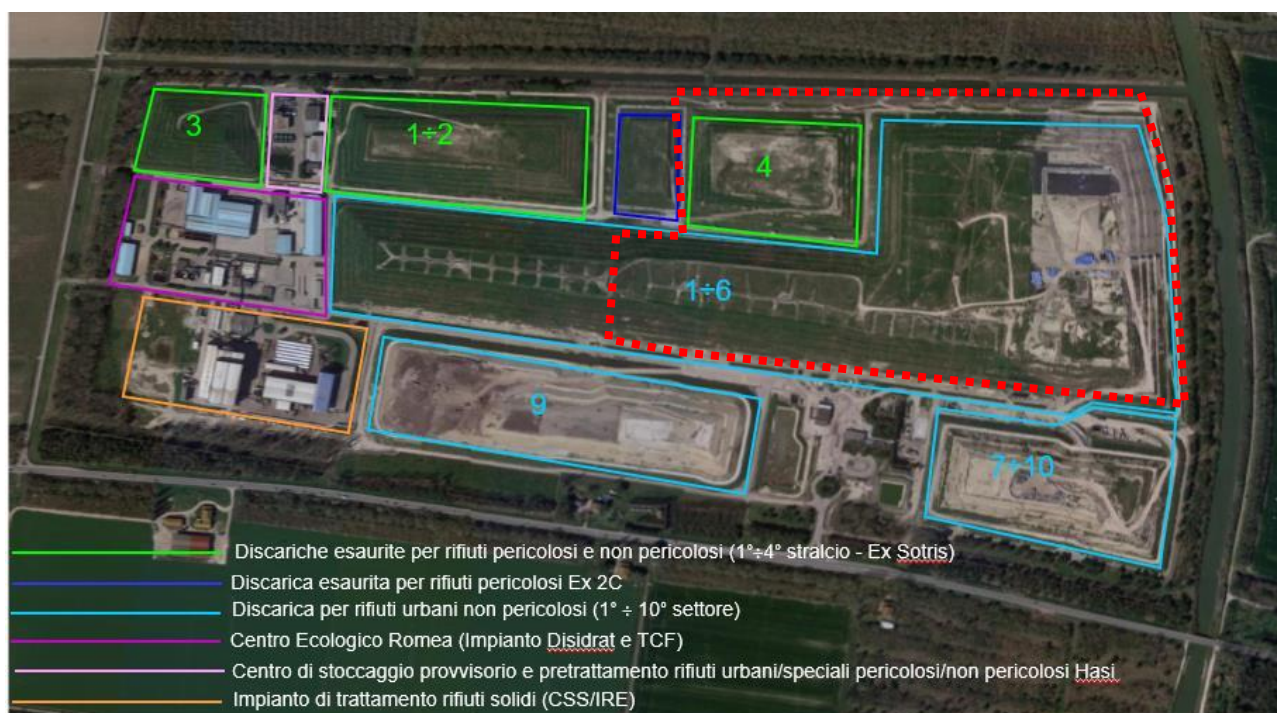 3
1÷2
4
1÷6
9
7÷10
Discariche esaurite per rifiuti pericolosi e non pericolosi (1°÷4° stralcio - Ex Sotris)
Discarica esaurita per rifiuti pericolosi Ex 2C
Discarica per rifiuti urbani non pericolosi (1° ÷ 10° settore)
Centro Ecologico Romea (Impianto Disidrat e TCF)
Centro di stoccaggio provvisorio e pretrattamento rifiuti urbani/speciali pericolosi/non pericolosi Hasi
Impianto di trattamento rifiuti solidi (CSS/IRE)